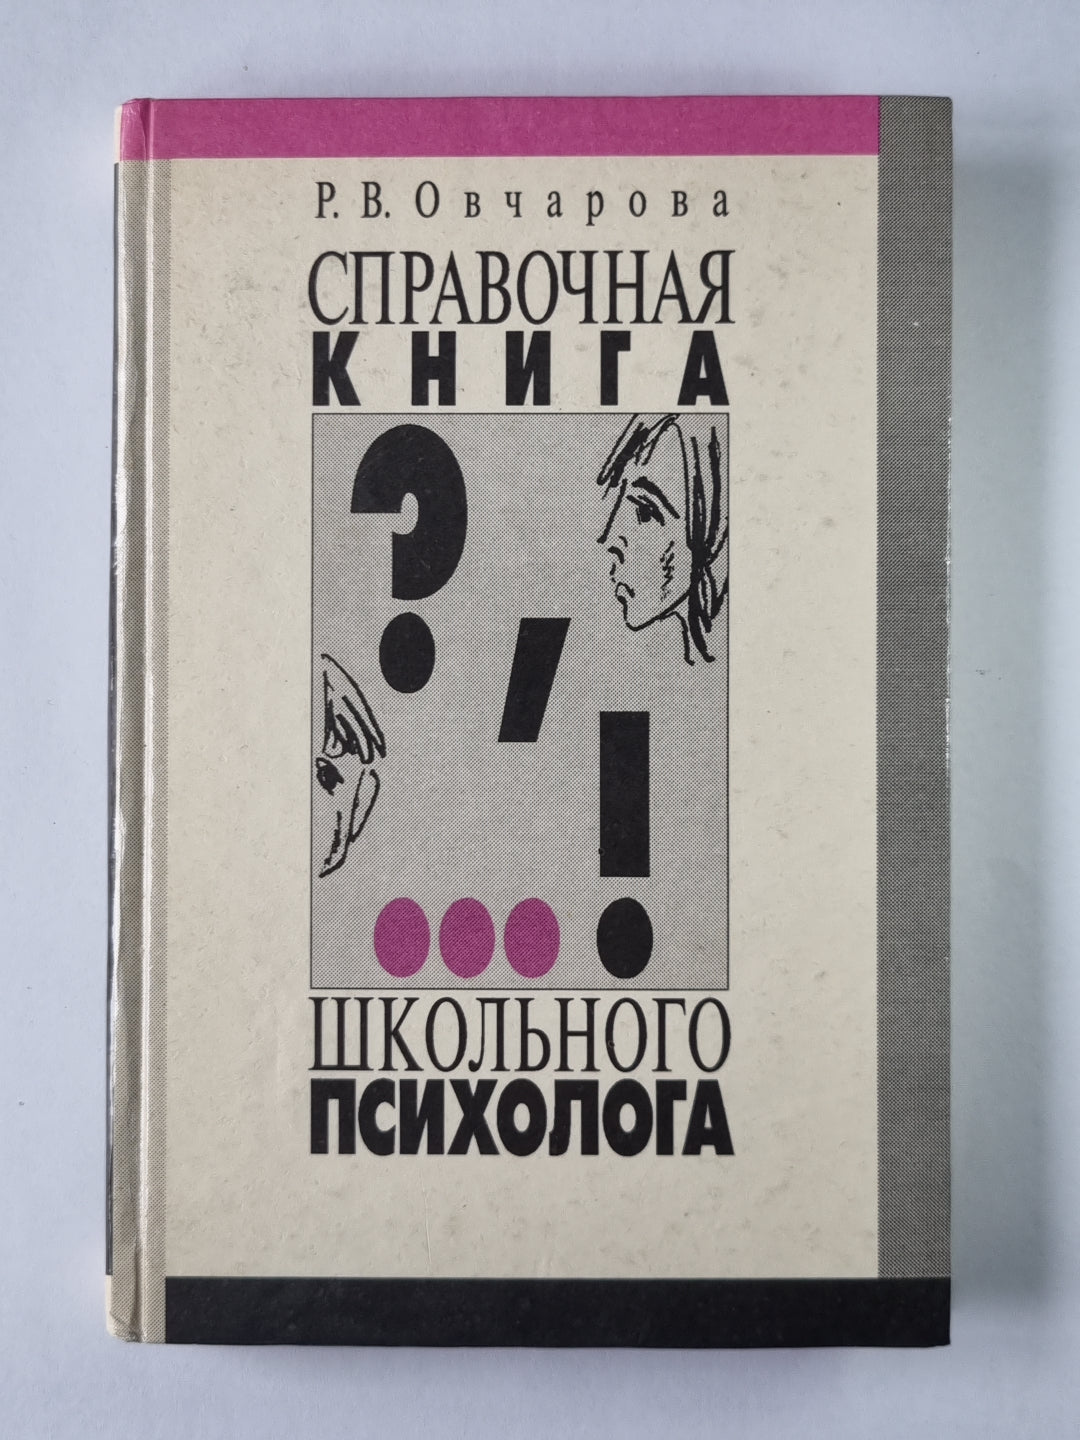 Р. В. Овчарова
СПРАВОЧНАЯ
КНИГА
? , ! ...
ШКОЛЬНОГО
ПСИХОЛОГА